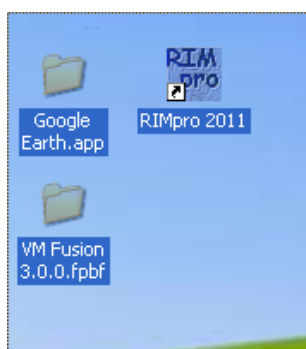 RIM
pro
Google
Earth.app
RIMpro 2011
VM Fusion
3.0.0.fpbf